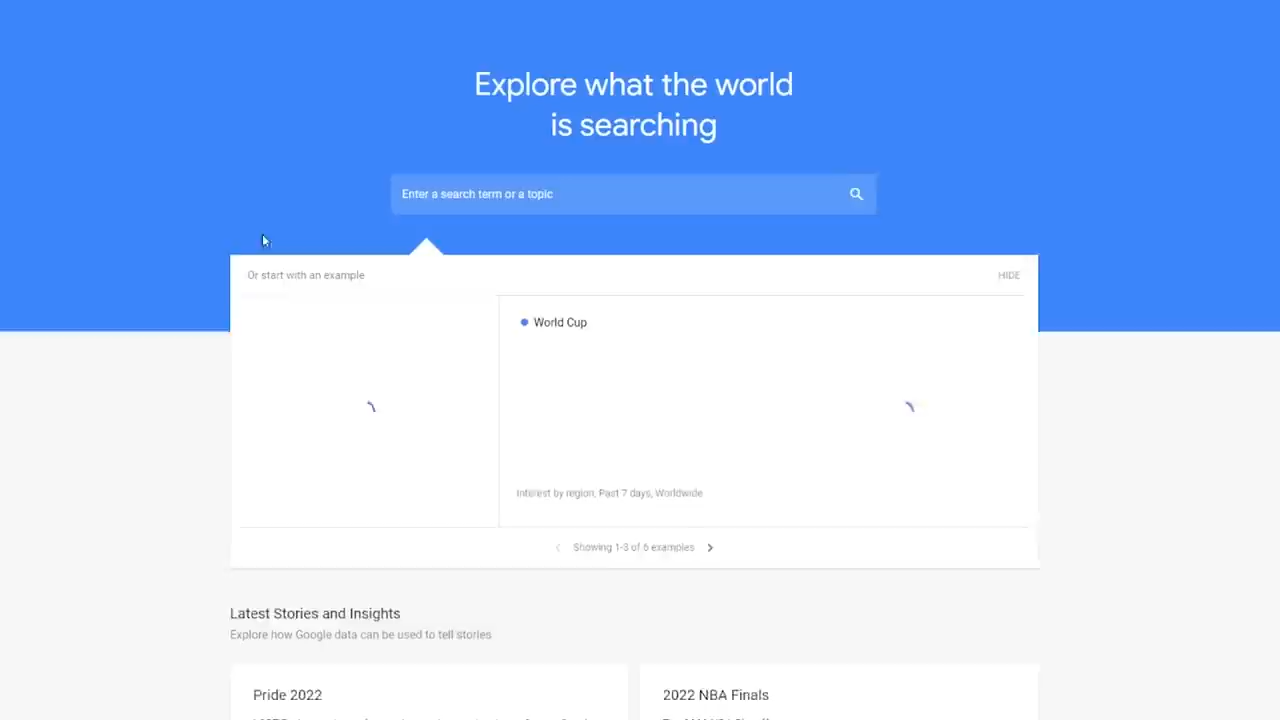 Explore what the world
is searching
Enter a search term or a topic
Or start with an example
HIDE
World Cup
Interest by region, Past 7 days, Worldwide
Showing 1-3 of 6 examples
Latest Stories and Insights
Explore how Google data can be used to tell stories
Pride 2022
2022 NBA Finals